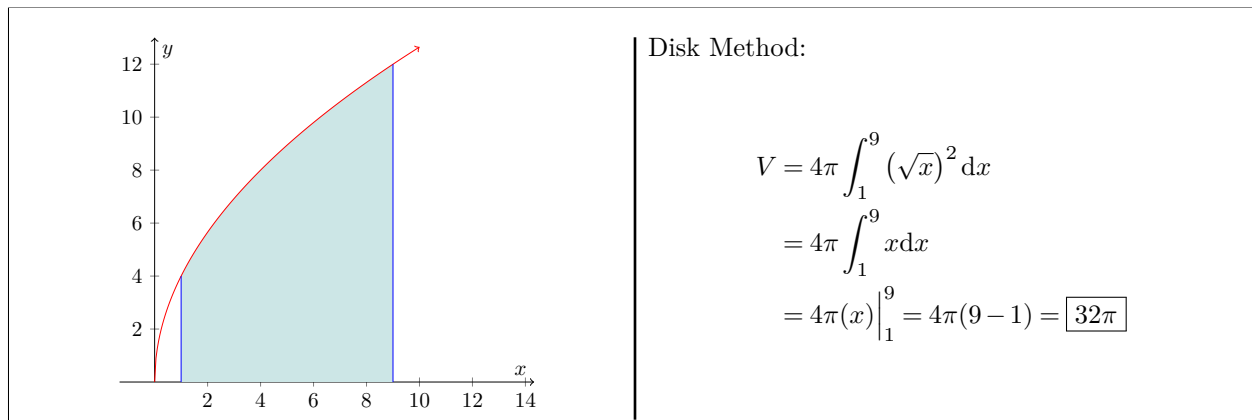 y
12
10
8
6
4
2
x
2 4 6 8 10 12 14
Disk Method:
V = 4π ∫₁⁹ (√x)² dx
= 4π ∫₁⁹ xdx
= 4π(x)|₁⁹ = 4π(9 − 1) = 32π